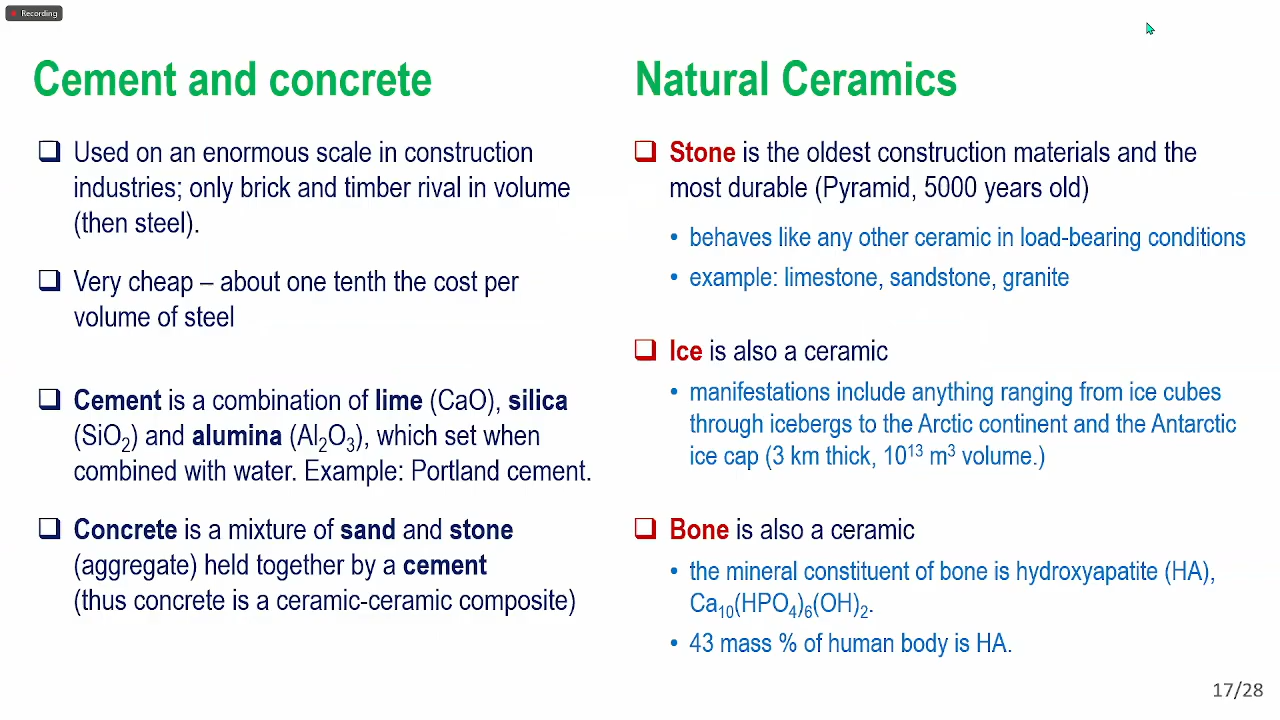 Recording
Cement and concrete
❑ Used on an enormous scale in construction
industries; only brick and timber rival in volume
(then steel).
❑ Very cheap – about one tenth the cost per
volume of steel
❑ Cement is a combination of lime (CaO), silica
(SiO₂) and alumina (Al₂O₃), which set when
combined with water. Example: Portland cement.
❑ Concrete is a mixture of sand and stone
(aggregate) held together by a cement
(thus concrete is a ceramic-ceramic composite)
Natural Ceramics
❑ Stone is the oldest construction materials and the
most durable (Pyramid, 5000 years old)
• behaves like any other ceramic in load-bearing conditions
• example: limestone, sandstone, granite
❑ Ice is also a ceramic
• manifestations include anything ranging from ice cubes
through icebergs to the Arctic continent and the Antarctic
ice cap (3 km thick, 10¹³ m³ volume.)
❑ Bone is also a ceramic
• the mineral constituent of bone is hydroxyapatite (HA),
Ca₁₀(HPO₄)₆(OH)₂.
• 43 mass % of human body is HA.
17/28